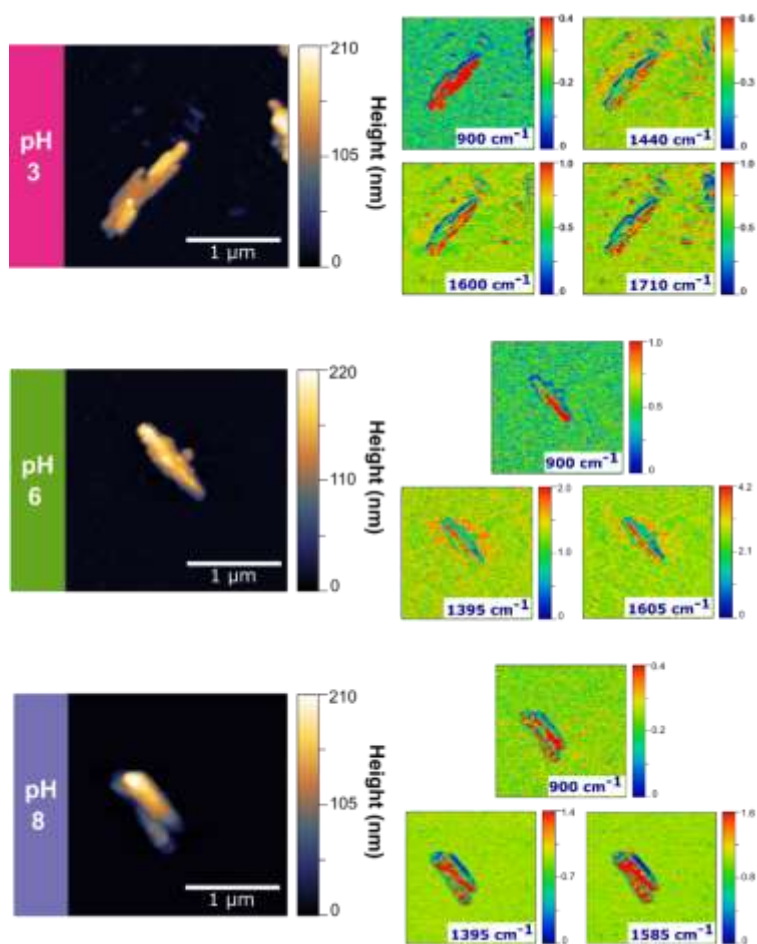 pH
3
1 µm
210
105
0
Height (nm)
900 cm-1
0.4
0.2
0
1440 cm-1
0.6
0.3
0
1600 cm-1
1.0
0.5
0
1710 cm-1
1.0
0.5
0
pH
6
1 µm
220
110
0
Height (nm)
900 cm-1
1.0
0.5
0
1395 cm-1
2.0
1.0
0
1605 cm-1
4.2
2.1
0
pH
8
1 µm
210
105
0
Height (nm)
900 cm-1
0.4
0.2
0
1395 cm-1
1.4
0.7
0
1585 cm-1
1.6
0.8
0